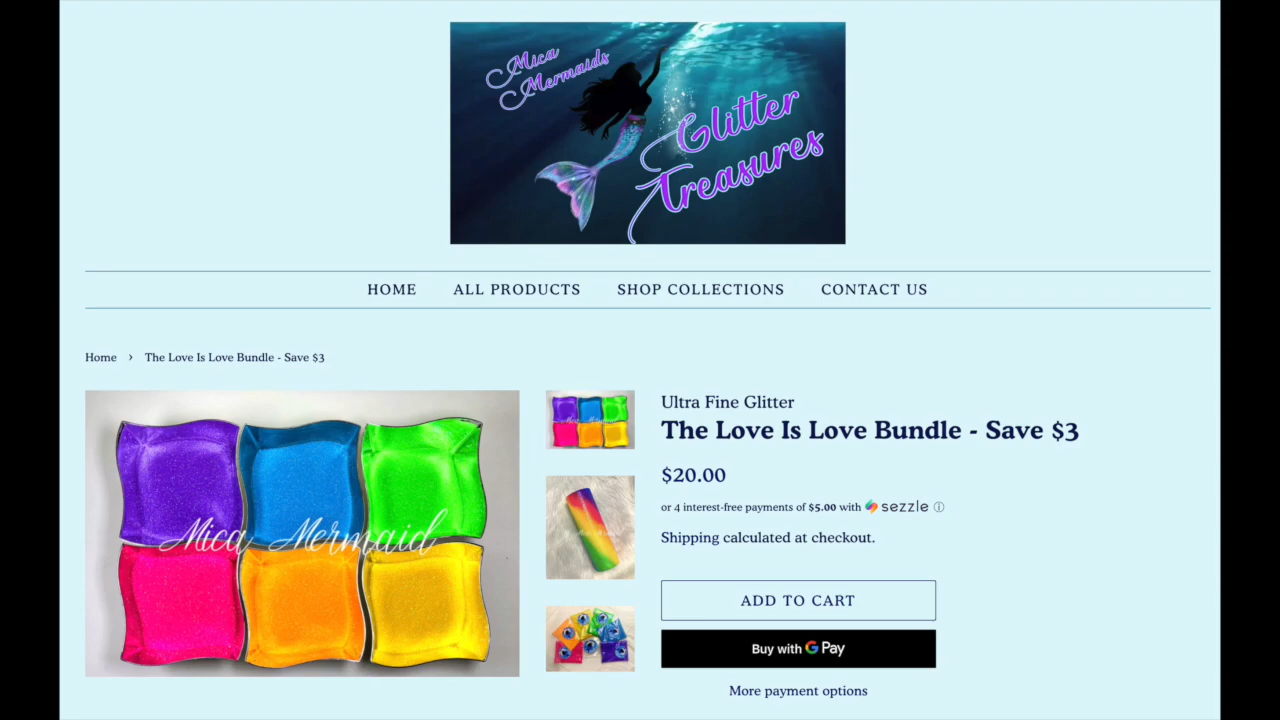 Mica
Mermaids
Glitter
Treasures
HOME
ALL PRODUCTS
SHOP COLLECTIONS
CONTACT US
Home › The Love Is Love Bundle - Save $3
Mica Mermaid
Ultra Fine Glitter
The Love Is Love Bundle - Save $3
$20.00
or 4 interest-free payments of $5.00 with sezzle ⓘ
Shipping calculated at checkout.
ADD TO CART
Buy with G Pay
More payment options